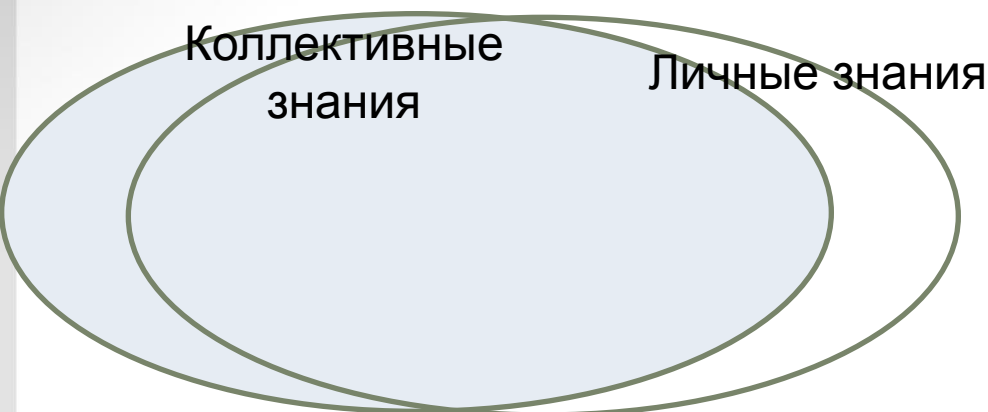 Коллективные
знания
Личные знания